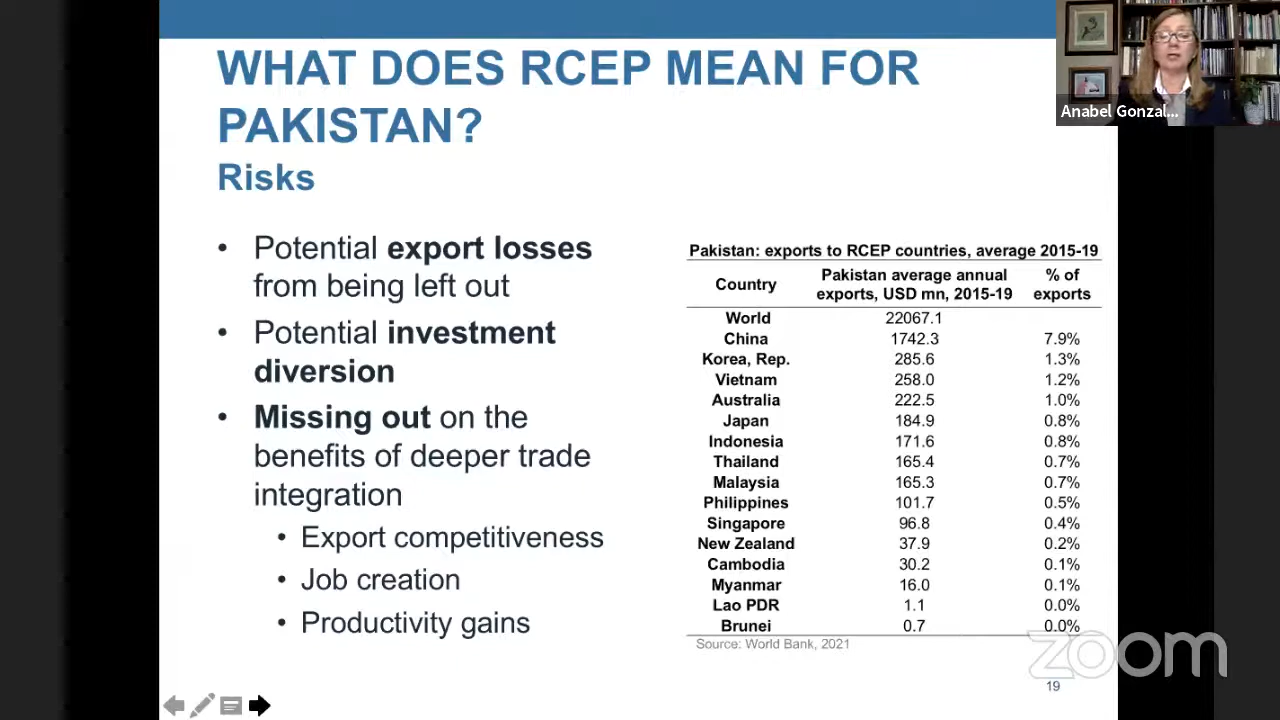 WHAT DOES RCEP MEAN FOR
PAKISTAN?
Risks
• Potential export losses
from being left out
• Potential investment
diversion
• Missing out on the
benefits of deeper trade
integration
• Export competitiveness
• Job creation
• Productivity gains
Pakistan: exports to RCEP countries, average 2015-19
Country Pakistan average annual exports, USD mn, 2015-19 % of exports
World 22067.1
China 1742.3 7.9%
Korea, Rep. 285.6 1.3%
Vietnam 258.0 1.2%
Australia 222.5 1.0%
Japan 184.9 0.8%
Indonesia 171.6 0.8%
Thailand 165.4 0.7%
Malaysia 165.3 0.7%
Philippines 101.7 0.5%
Singapore 96.8 0.4%
New Zealand 37.9 0.2%
Cambodia 30.2 0.1%
Myanmar 16.0 0.1%
Lao PDR 1.1 0.0%
Brunei 0.7 0.0%
Source: World Bank, 2021
19
Anabel Gonzal...
zoom